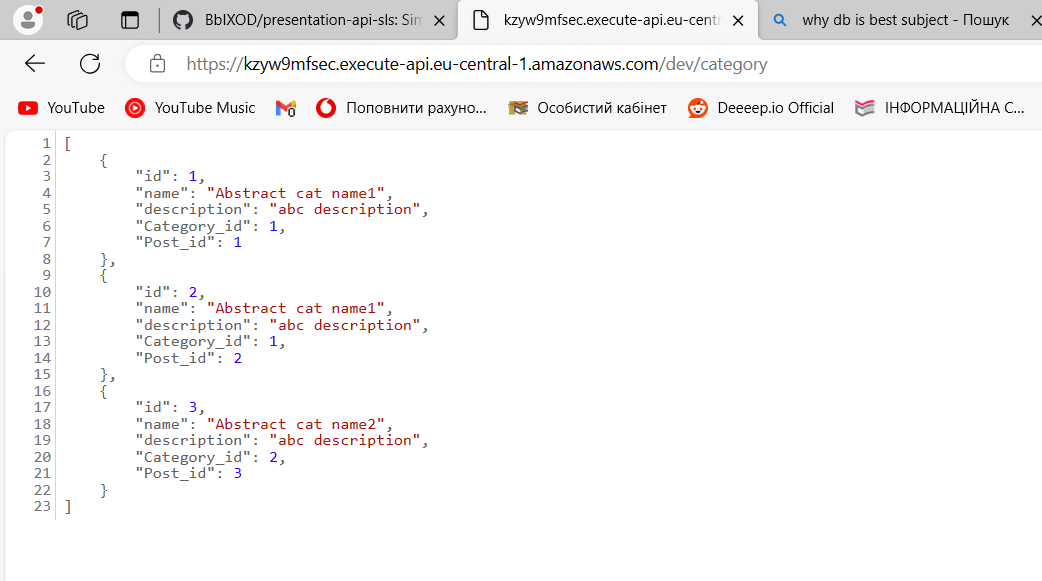 BbIXOD/presentation-api-sls: Sim
kzyw9mfsec.execute-api.eu-centr
why db is best subject - Пошук
https://kzyw9mfsec.execute-api.eu-central-1.amazonaws.com/dev/category
YouTube
YouTube Music
0
Поповнити рахуно...
Особистий кабінет
Deeeep.io Official
ІНФОРМАЦІЙНА С...
1 [
2 {
3 "id": 1,
4 "name": "Abstract cat name1",
5 "description": "abc description",
6 "Category_id": 1,
7 "Post_id": 1
8 },
9 {
10 "id": 2,
11 "name": "Abstract cat name1",
12 "description": "abc description",
13 "Category_id": 1,
14 "Post_id": 2
15 },
16 {
17 "id": 3,
18 "name": "Abstract cat name2",
19 "description": "abc description",
20 "Category_id": 2,
21 "Post_id": 3
22 }
23 ]